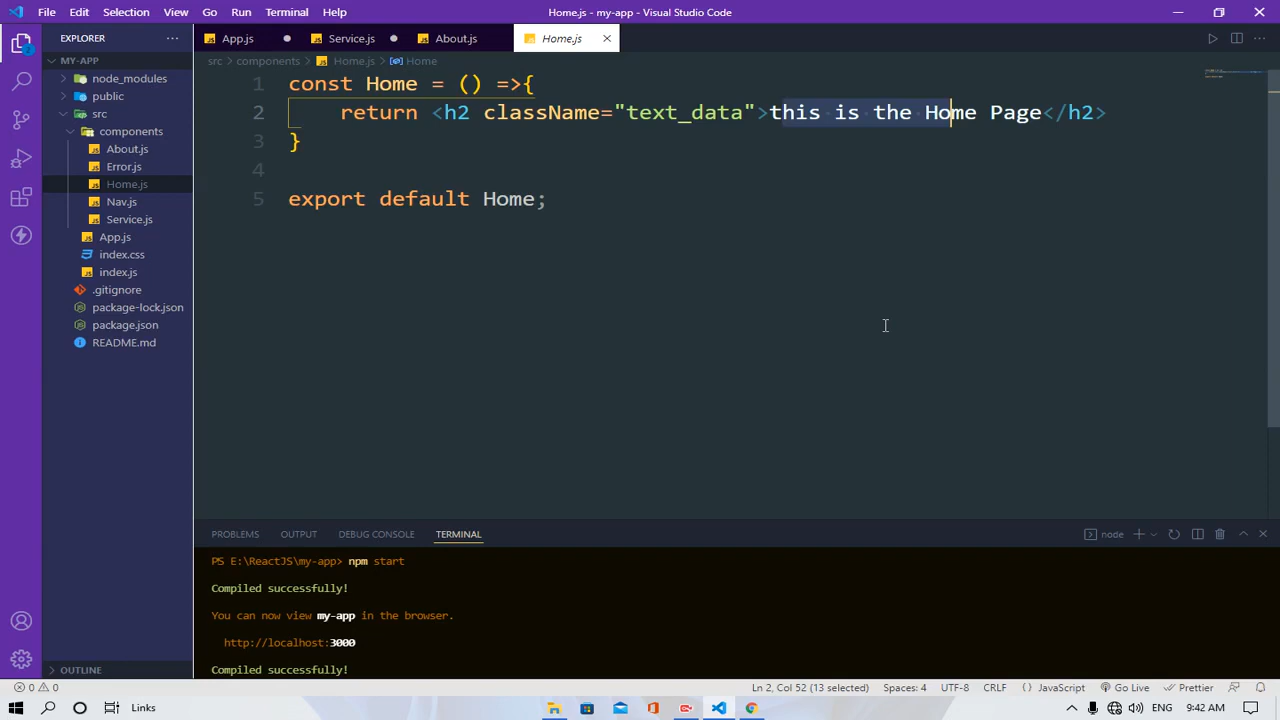 File Edit Selection View Go Run Terminal Help Home.js - my-app - Visual Studio Code
EXPLORER
App.js Service.js About.js Home.js
MY-APP
node_modules
public
src
components
About.js
Error.js
Home.js
Nav.js
Service.js
App.js
index.css
index.js
.gitignore
package-lock.json
package.json
README.md
OUTLINE
src > components > Home.js > Home
1 const Home = () =>{
2 return <h2 className="text_data">this is the Home Page</h2>
3 }
4
5 export default Home;
PROBLEMS OUTPUT DEBUG CONSOLE TERMINAL node
PS E:\ReactJS\my-app> npm start
Compiled successfully!
You can now view my-app in the browser.
http://localhost:3000
Compiled successfully!
0 0 Ln 2, Col 52 (13 selected) Spaces: 4 UTF-8 CRLF {} JavaScript Go Live Prettier
Links ENG 9:42 AM